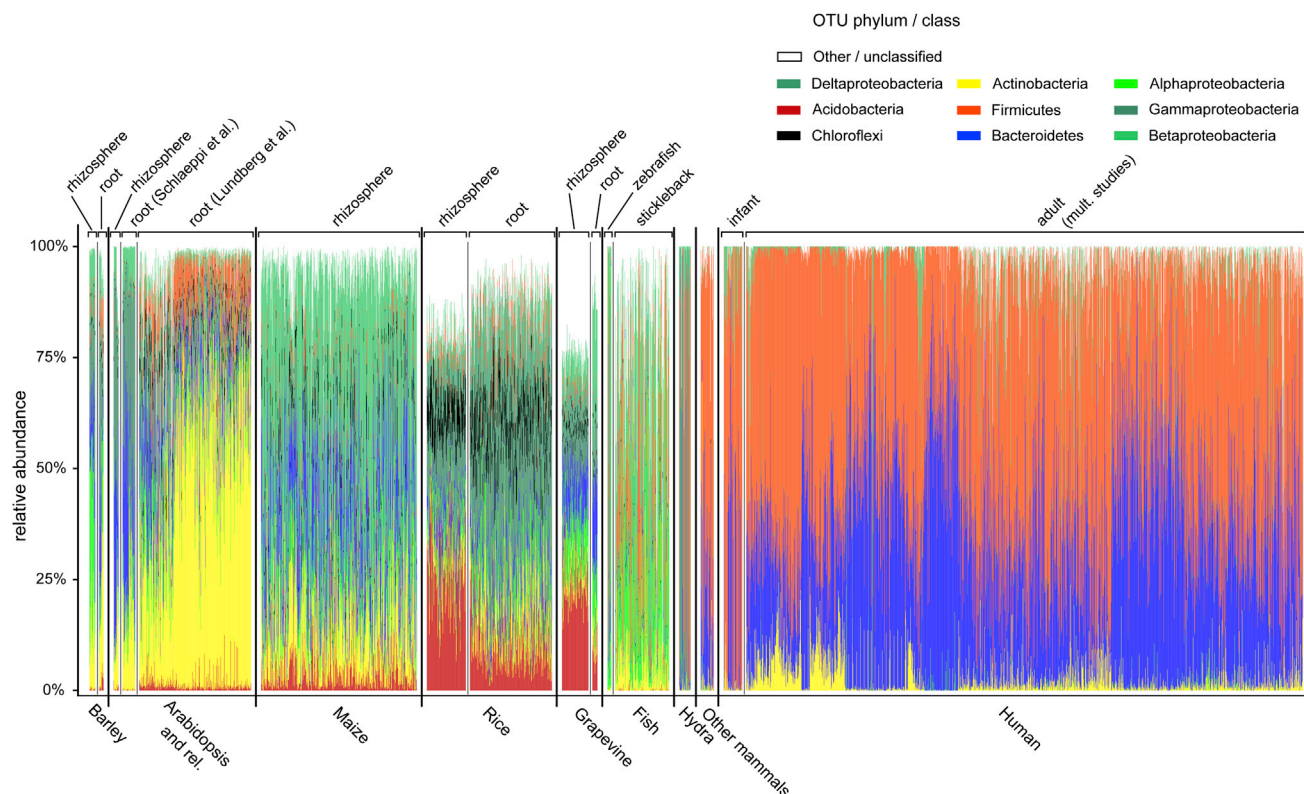 OTU phylum / class
Other / unclassified
Deltaproteobacteria Actinobacteria Alphaproteobacteria
Acidobacteria Firmicutes Gammaproteobacteria
Chloroflexi Bacteroidetes Betaproteobacteria
rhizosphere
root
rhizosphere
root (Schlaeppi et al.)
root (Lundberg et al.)
rhizosphere
rhizosphere
root
rhizosphere
root
zebrafish
stickleback
infant
adult
(mult. studies)
100%
75%
50%
25%
0%
relative abundance
Barley
Arabidopsis
and rel.
Maize
Rice
Grapevine
Fish
Hydra
Other mammals
Human